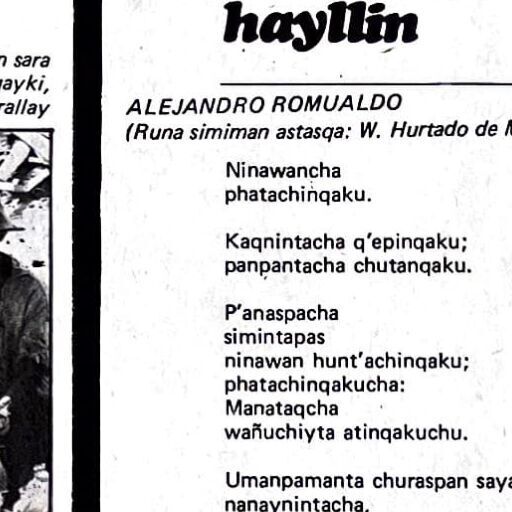 hayllin
n sara
ayki,
rallay
ALEJANDRO ROMUALDO
(Runa simiman astasqa: W. Hurtado de
Ninawancha
phatachinqaku.
Kaqnintacha q'epinqaku;
panpantacha chutanqaku.
P'anaspacha
simintapas
ninawan hunt'achinqaku;
phatachinqakucha:
Manataqcha
wañuchiyta atinqakuchu.
Umanpamanta churaspan saya
nanaynintacha,